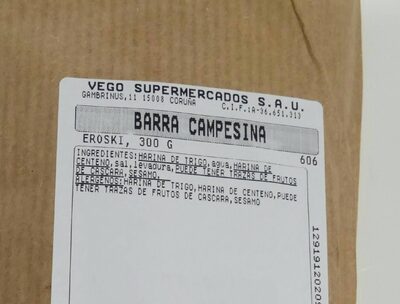 VEGO SUPERMERCADOS S.A.U.
GAMBRINUS,11 15008 CORUÑA C.I.F:A-36.651.313
BARRA CAMPESINA
EROSKI, 300 G 606
INGREDIENTES:HARINA DE TRIGO,agua,HARINA DE
CENTENO,sal,levadura,PUEDE TENER TRAZAS DE FRUTOS
DE CASCARA,SESAMO.
ALERGENOS:HARINA DE TRIGO,HARINA DE CENTENO,PUEDE
TENER TRAZAS DE FRUTOS DE CASCARA,SESAMO